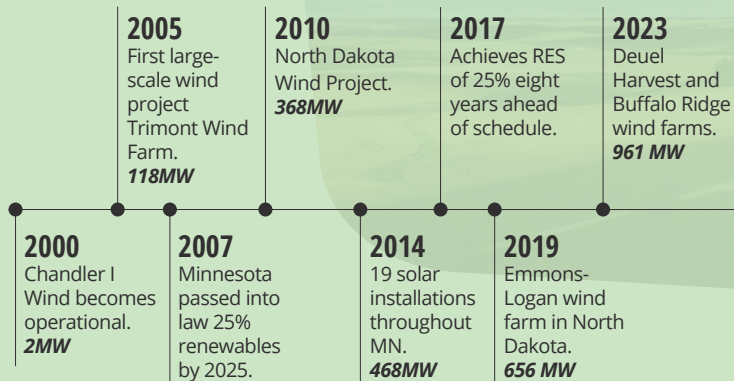 2005
First large-
scale wind
project
Trimont Wind
Farm.
118MW
2010
North Dakota
Wind Project.
368MW
2017
Achieves RES
of 25% eight
years ahead
of schedule.
2023
Deuel
Harvest and
Buffalo Ridge
wind farms.
961 MW
2000
Chandler I
Wind becomes
operational.
2MW
2007
Minnesota
passed into
law 25%
renewables
by 2025.
2014
19 solar
installations
throughout
MN.
468MW
2019
Emmons-
Logan wind
farm in North
Dakota.
656 MW